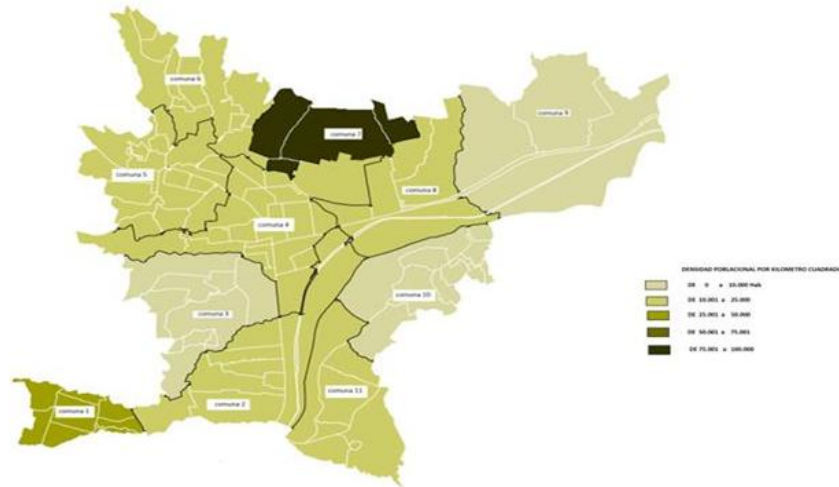 comuna 6
comuna 7
comuna 9
comuna 5
comuna 8
comuna 4
comuna 10
comuna 3
comuna 11
comuna 2
comuna 1
DENSIDAD POBLACIONAL POR KILOMETRO CUADRADO
DE 0 a 10.000 Hab
DE 10.001 a 25.000
DE 25.001 a 50.000
DE 50.001 a 75.001
DE 75.001 a 100.000